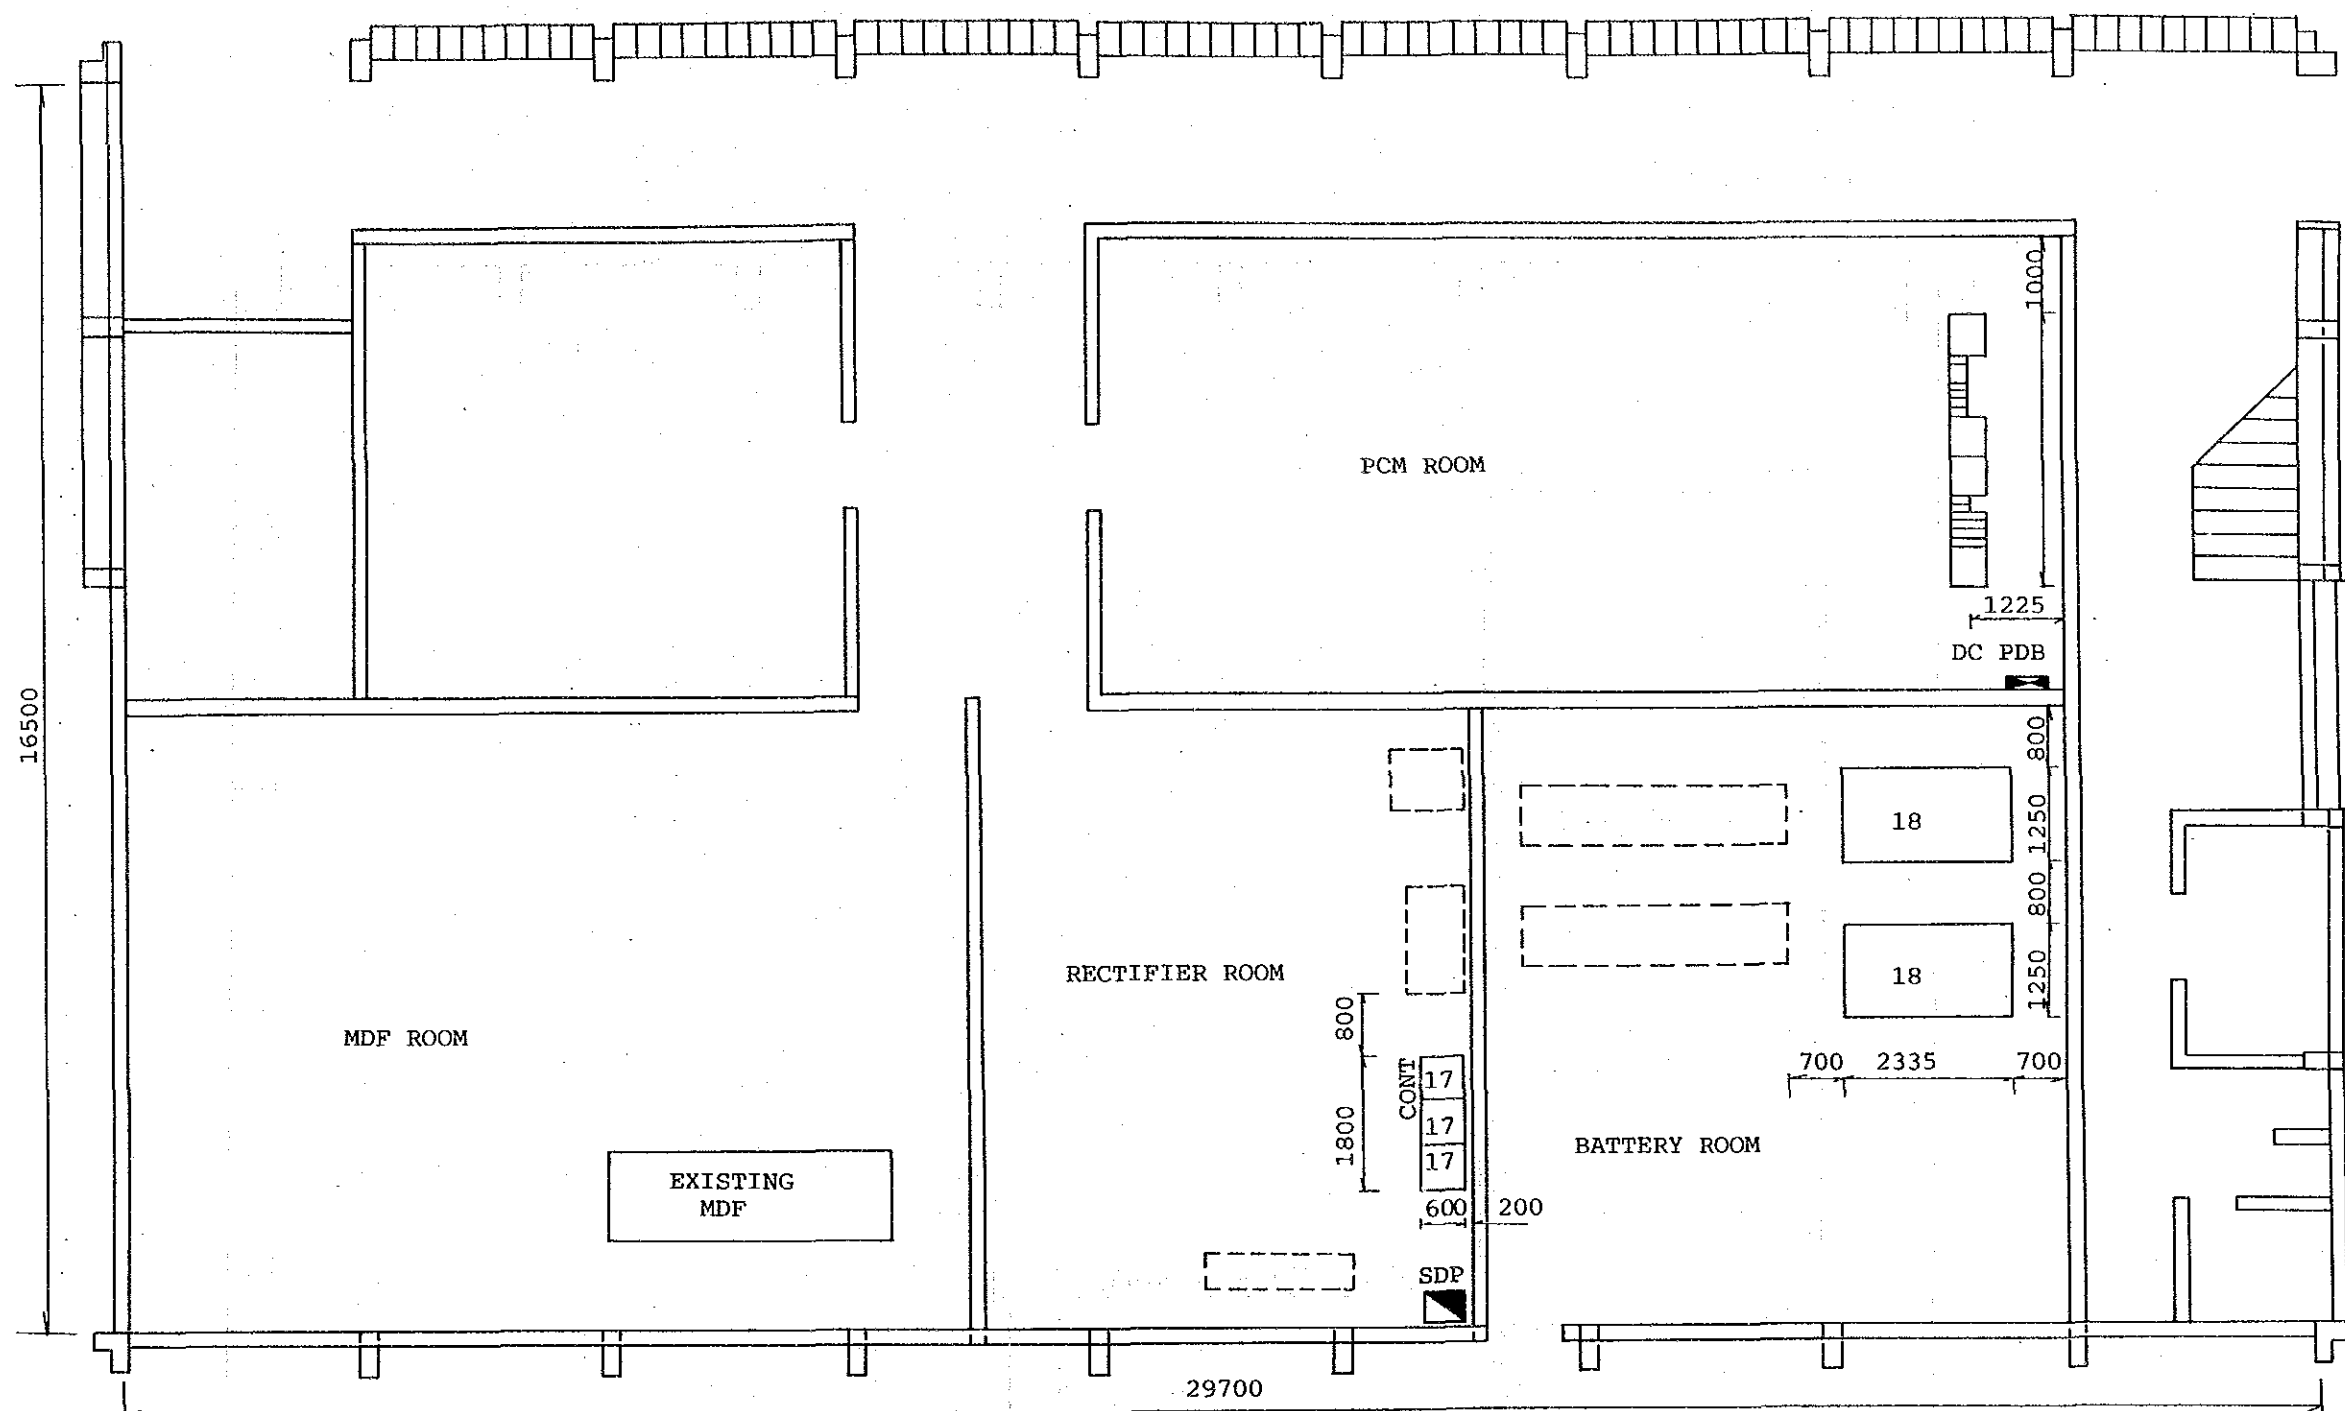 1000
PCM ROOM
1225
DC PDB
16500
800
18
1250
800
18
1250
RECTIFIER ROOM
800
MDF ROOM
CONT
17
700 2335 700
17
1800
BATTERY ROOM
17
EXISTING
MDF
600 200
SDP
29700